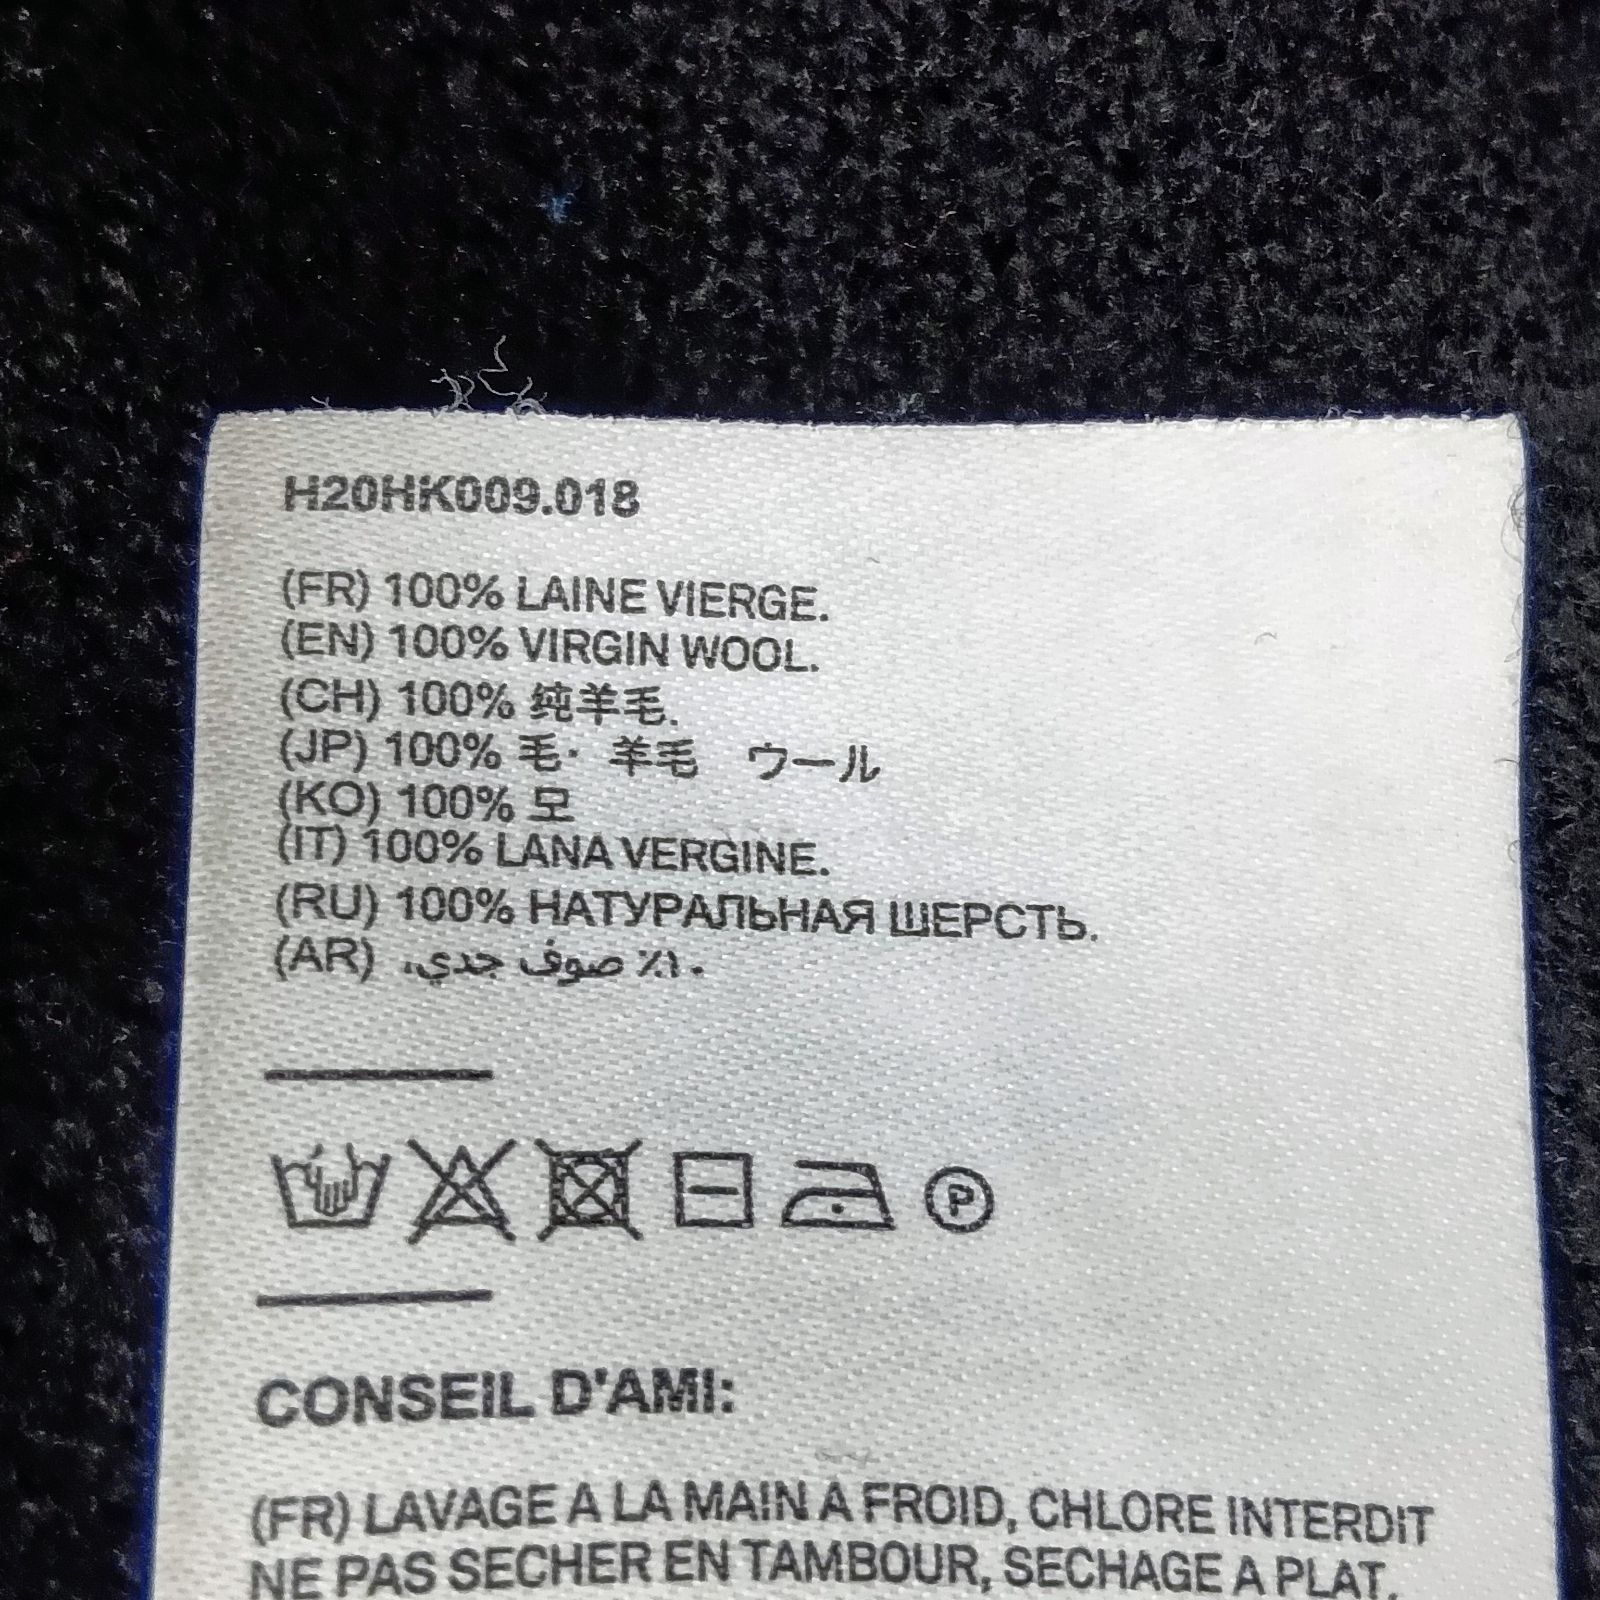 H20HK009.018
(FR) 100% LAINE VIERGE.
(EN) 100% VIRGIN WOOL.
(CH) 100% 纯羊毛.
(JP) 100% 毛· 羊毛 ウール
(KO) 100% 모
(IT) 100% LANA VERGINE.
(RU) 100% НАТУРАЛЬНАЯ ШЕРСТЬ.
(AR) ٪١٠ صوف
P
CONSEIL D'AMI:
(FR) LAVAGE A LA MAIN A FROID, CHLORE INTERDIT
NE PAS SECHER EN TAMBOUR, SECHAGE A PLAT,